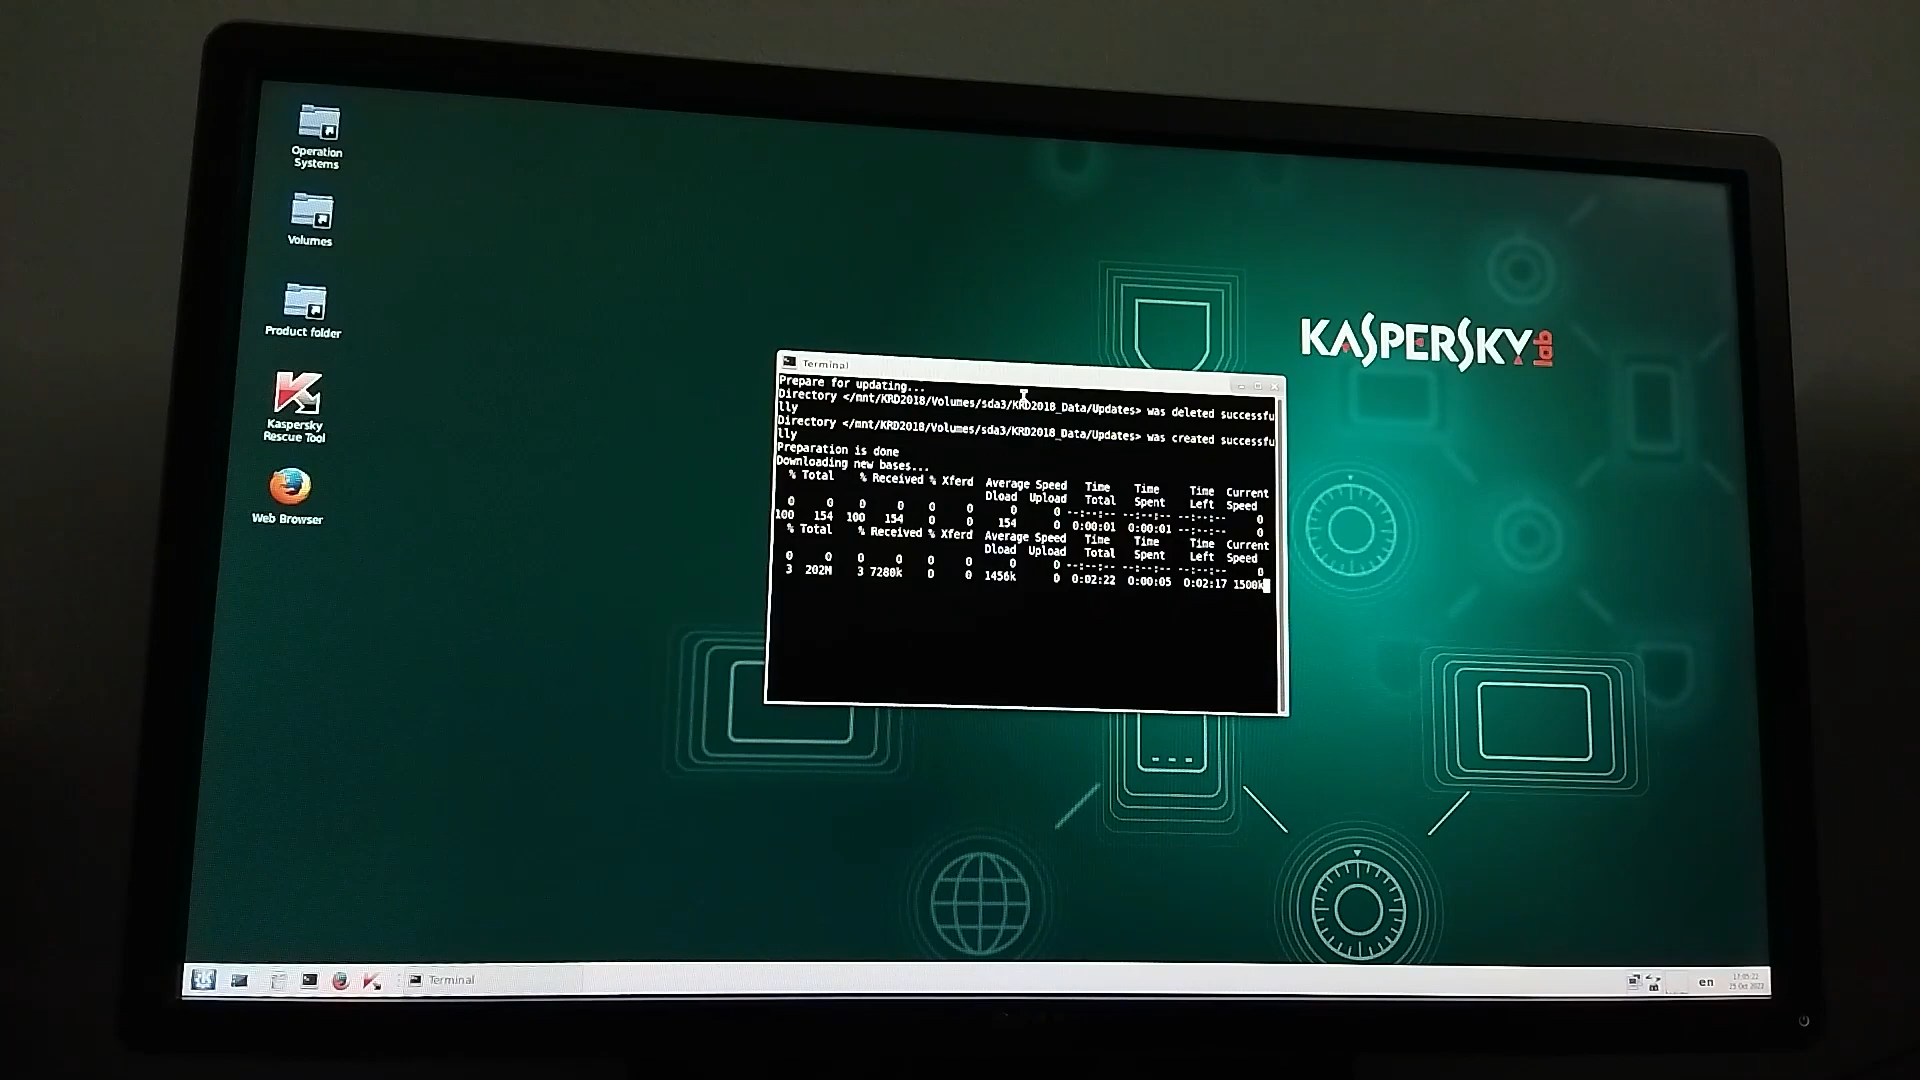 Operation
Systems
Volumes
Product folder
Kaspersky
Rescue Tool
Web Browser
KASPERSKY lab
Terminal
Prepare for updating...
Directory </mnt/KRD2018/Volumes/sda3/KRD2018_Data/Updates> was deleted successfu
lly
Directory </mnt/KRD2018/Volumes/sda3/KRD2018_Data/Updates> was created successfu
lly
Preparation is done
Downloading new bases...
% Total % Received % Xferd Average Speed Time Time Time Current
Dload Upload Total Spent Left Speed
0 0 0 0 0 0 0 0 --:--:-- --:--:-- --:--:-- 0
100 154 100 154 0 0 154 0 0:00:01 0:00:01 --:--:-- 0
% Total % Received % Xferd Average Speed Time Time Time Current
Dload Upload Total Spent Left Speed
0 0 0 0 0 0 0 0 --:--:-- --:--:-- --:--:-- 0
3 202M 3 7280k 0 0 1456k 0 0:02:22 0:00:05 0:02:17 1500k
Terminal
en
17:05:22
25 Oct 2022